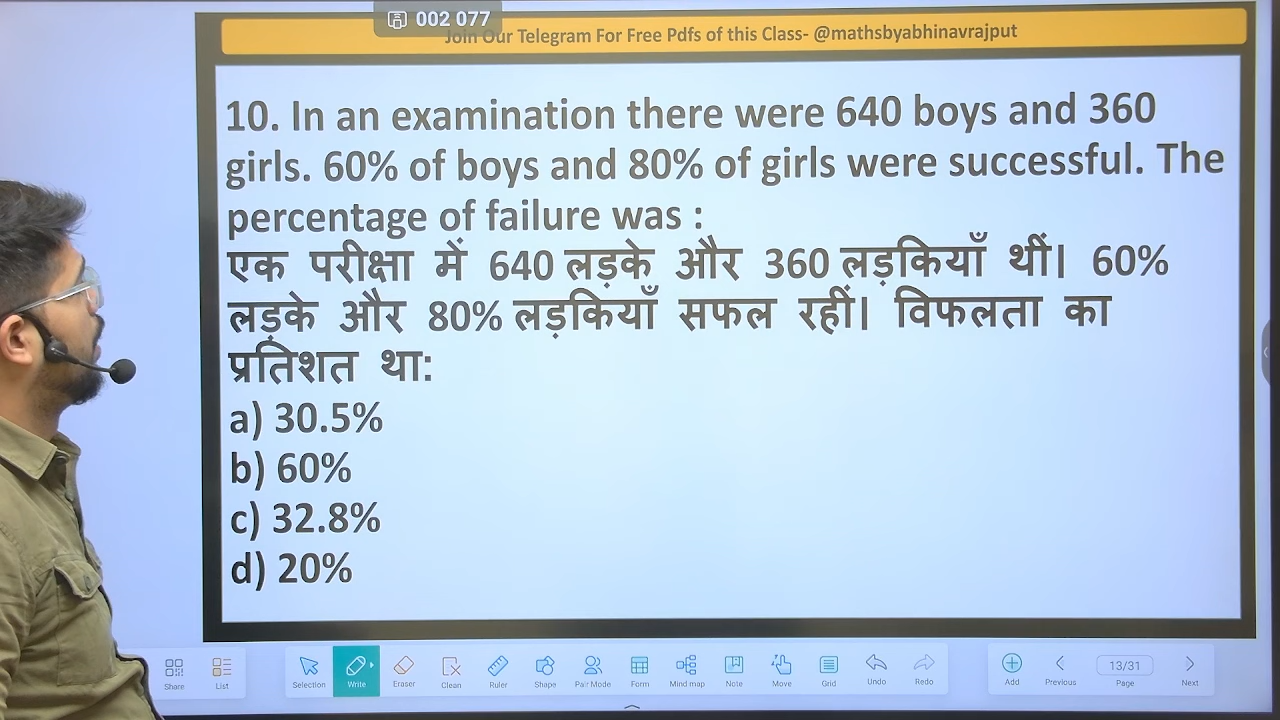 002 077
Join Our Telegram For Free Pdfs of this Class- @mathsbyabhinavrajput
10. In an examination there were 640 boys and 360
girls. 60% of boys and 80% of girls were successful. The
percentage of failure was :
एक परीक्षा में 640 लड़के और 360 लड़कियाँ थीं। 60%
लड़के और 80% लड़कियाँ सफल रहीं। विफलता का
प्रतिशत था:
a) 30.5%
b) 60%
c) 32.8%
d) 20%
Share List Selection Write Eraser Clean Ruler Shape Pair Mode Form Mind map Note Move Grid Undo Redo Add Previous 13/31 Page Next